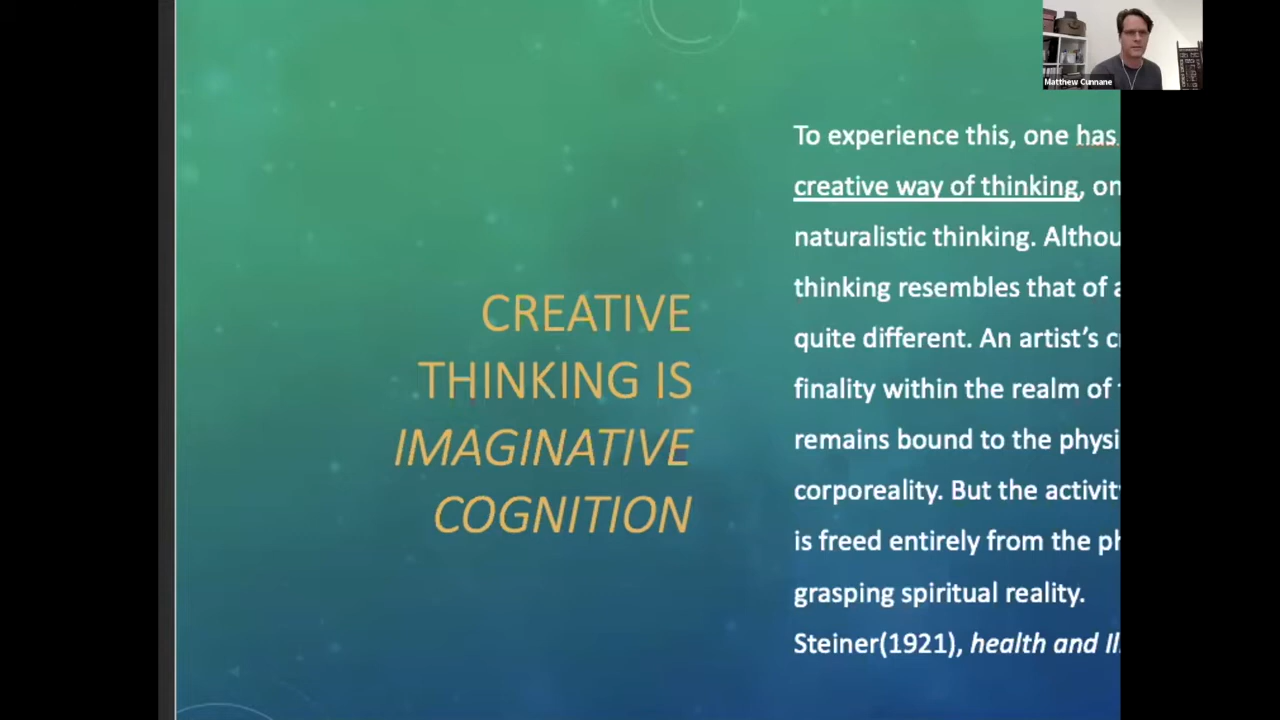 Matthew Cunnane
CREATIVE
THINKING IS
IMAGINATIVE
COGNITION
To experience this, one has
creative way of thinking, on
naturalistic thinking. Althou
thinking resembles that of a
quite different. An artist’s c
finality within the realm of
remains bound to the physi
corporeality. But the activit
is freed entirely from the ph
grasping spiritual reality.
Steiner(1921), health and Il